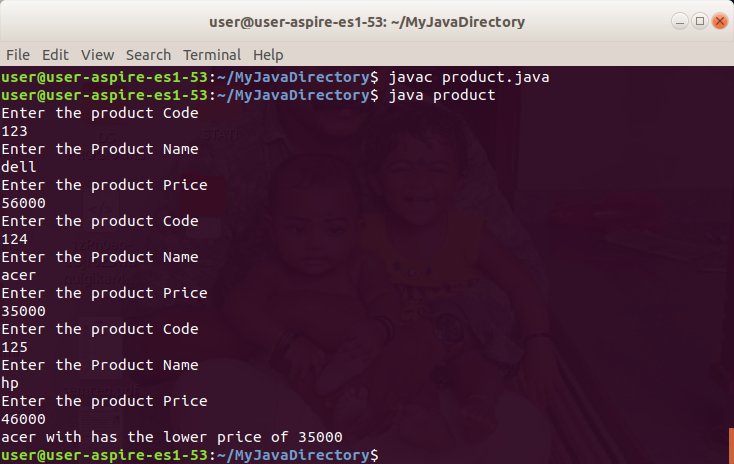 user@user-aspire-es1-53: ~/MyJavaDirectory
File Edit View Search Terminal Help
user@user-aspire-es1-53:~/MyJavaDirectory$ javac product.java
user@user-aspire-es1-53:~/MyJavaDirectory$ java product
Enter the product Code
123
Enter the Product Name
dell
Enter the product Price
56000
Enter the product Code
124
Enter the Product Name
acer
Enter the product Price
35000
Enter the product Code
125
Enter the Product Name
hp
Enter the product Price
46000
acer with has the lower price of 35000
user@user-aspire-es1-53:~/MyJavaDirectory$